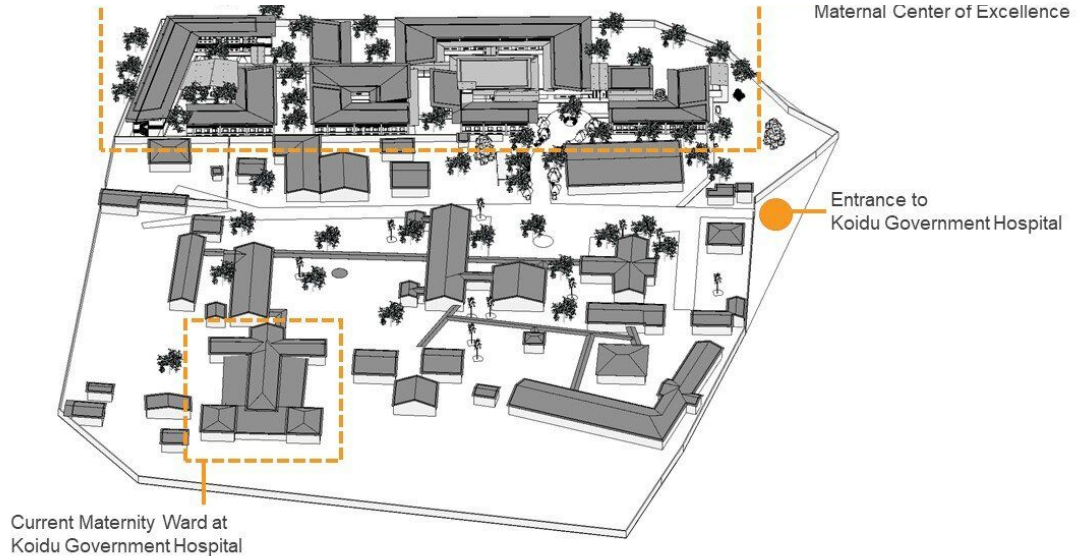 Maternal Center of Excellence
Entrance to
Koidu Government Hospital
Current Maternity Ward at
Koidu Government Hospital